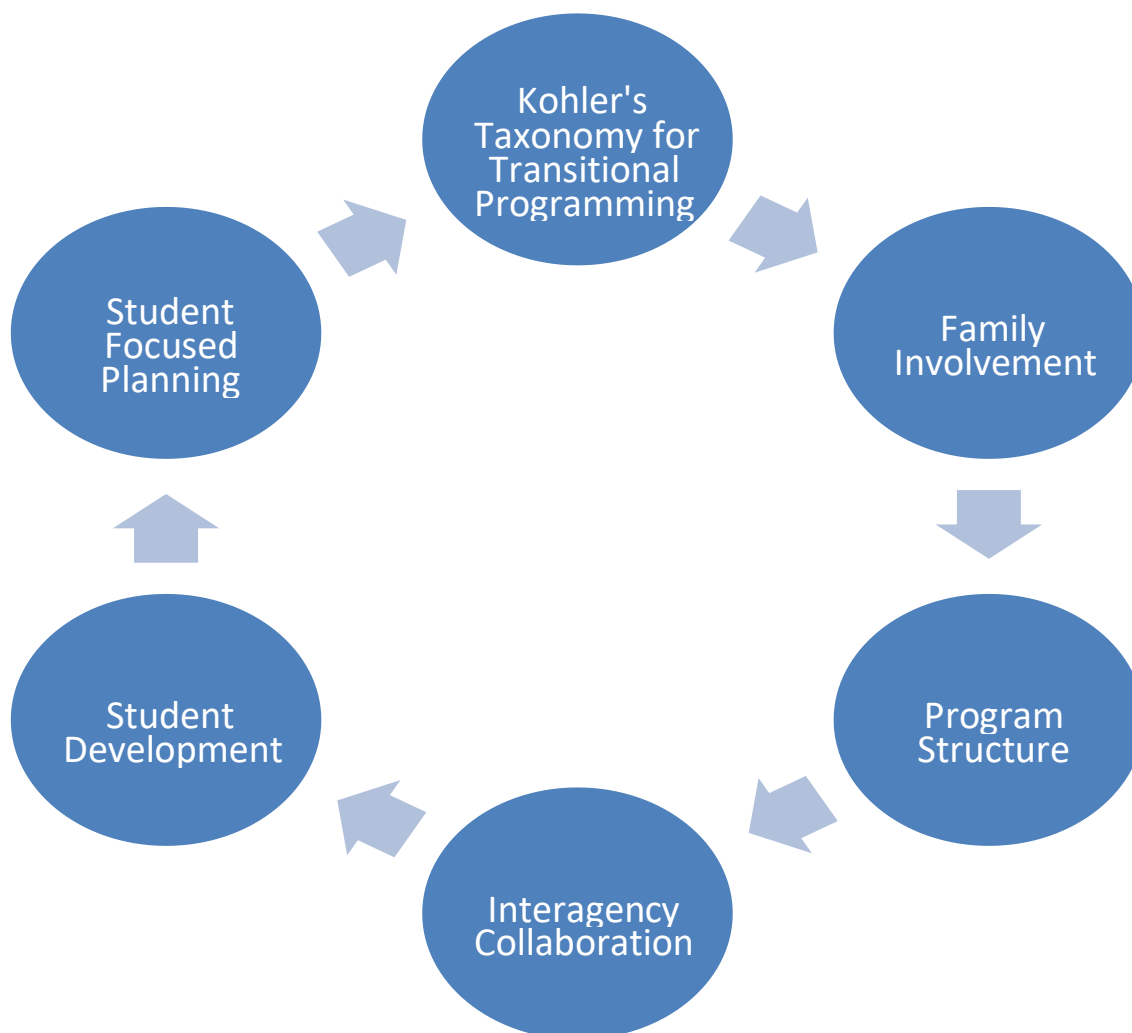 Kohler's
Taxonomy for
Transitional
Programming
Family
Involvement
Program
Structure
Interagency
Collaboration
Student
Development
Student
Focused
Planning